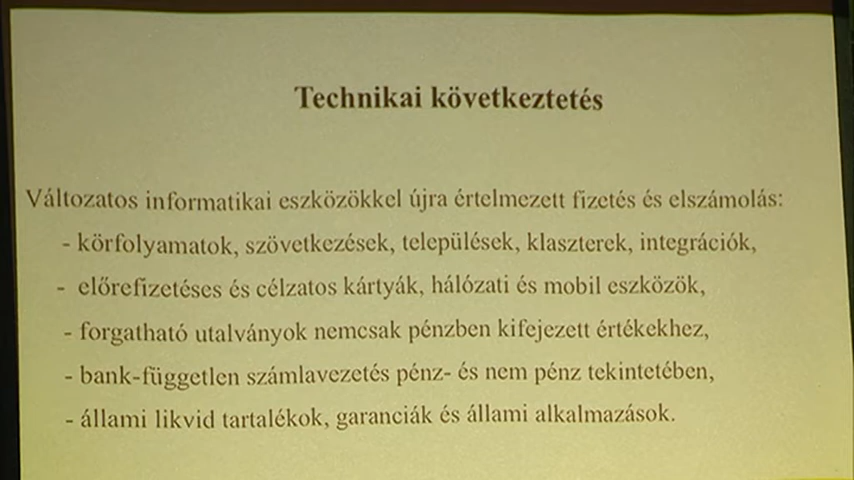 Technikai következtetés
Változatos informatikai eszközökkel újra értelmezett fizetés és elszámolás:
- körfolyamatok, szövetkezések, települések, klaszterek, integrációk,
- előrefizetéses és célzatos kártyák, hálózati és mobil eszközök,
- forgatható utalványok nemcsak pénzben kifejezett értékekhez,
- bank-független számlavezetés pénz- és nem pénz tekintetében,
- állami likvid tartalékok, garanciák és állami alkalmazások.